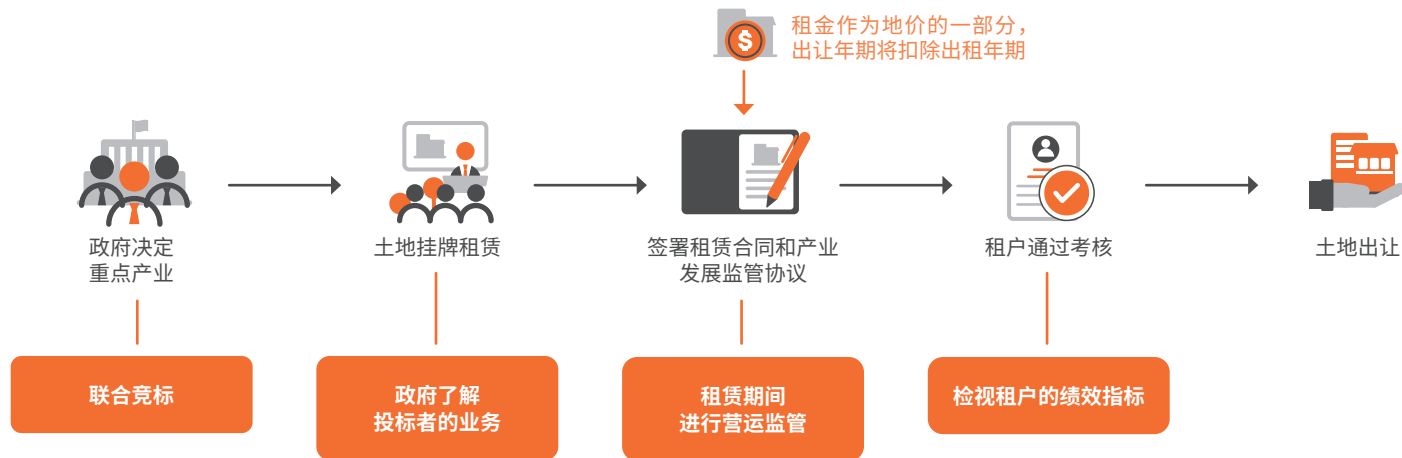 租金作为地价的一部分，
出让年期将扣除出租年期
政府决定
重点产业
土地挂牌租赁
签署租赁合同和产业
发展监管协议
租户通过考核
土地出让
联合竞标
政府了解
投标者的业务
租赁期间
进行营运监管
检视租户的绩效指标